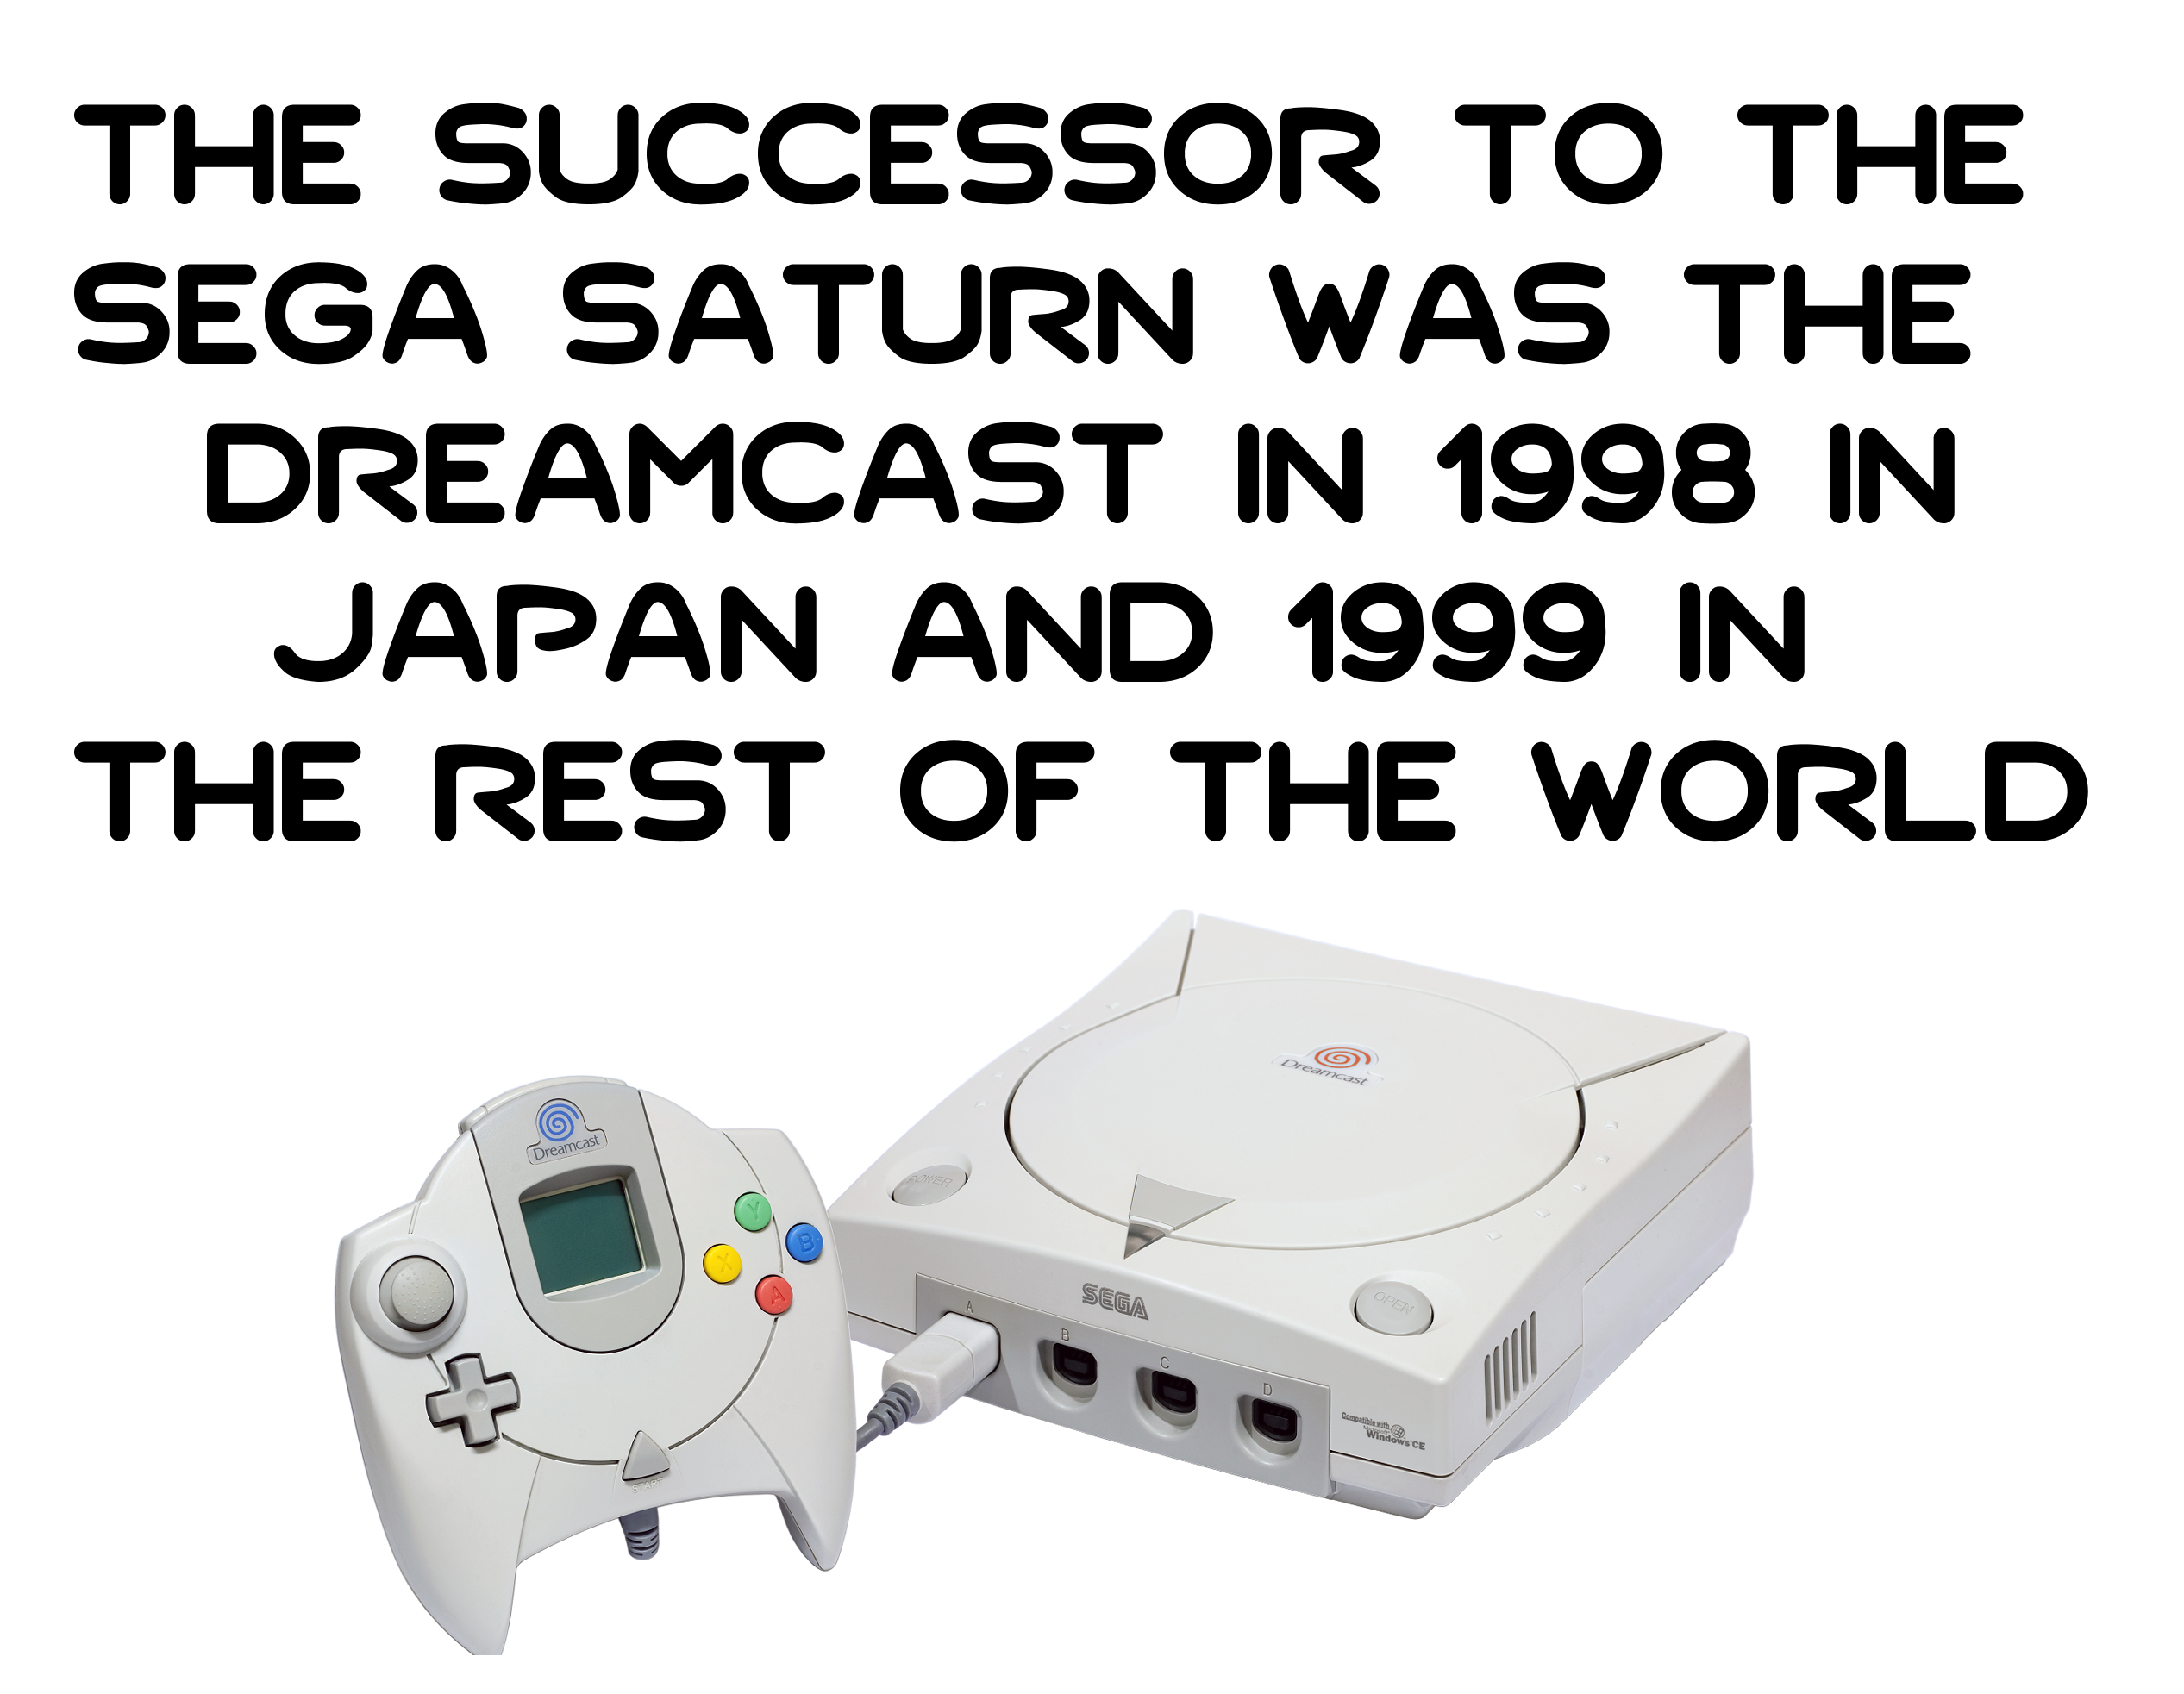 THE SUCCESSOR TO THE
SEGA SATURN WAS THE
DREAMCAST IN 1998 IN
JAPAN AND 1999 IN
THE REST OF THE WORLD
Dreamcast
Dreamcast
POWER
Y
B
X
A
OPEN
SEGA
A
B
C
D
Compatible with
Windows CE
START